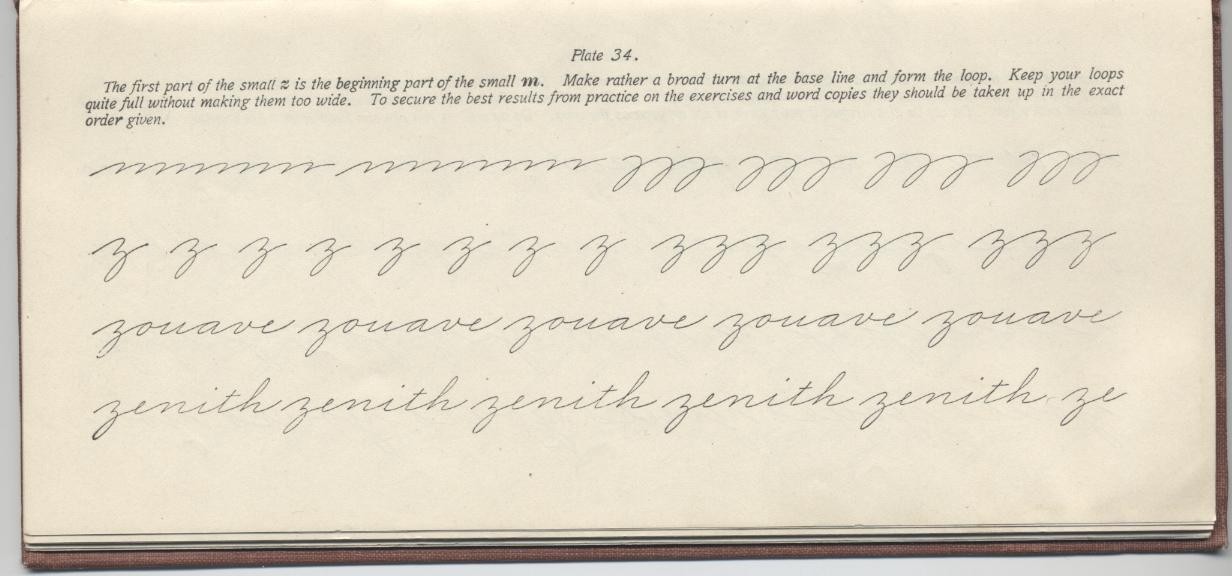 Plate 34.
The first part of the small z is the beginning part of the small m. Make rather a broad turn at the base line and form the loop. Keep your loops
quite full without making them too wide. To secure the best results from practice on the exercises and word copies they should be taken up in the exact
order given.
z z z z z z z z zzz zzz zzz
zouave zouave zouave zouave zouave
zenith zenith zenith zenith zenith ze